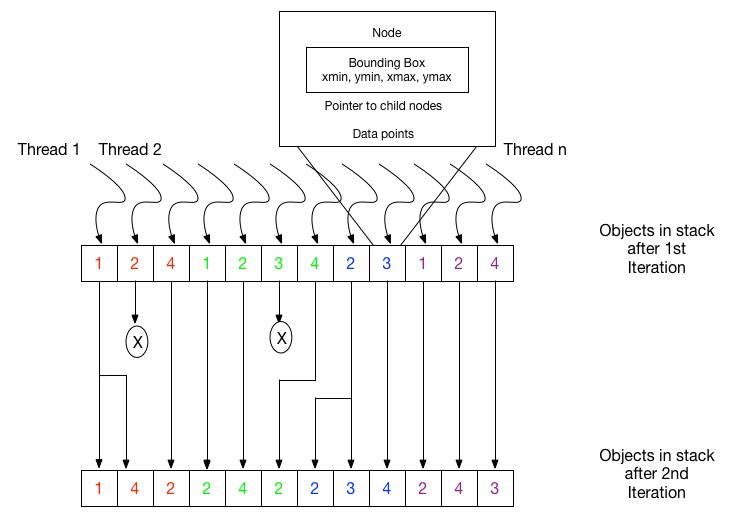 Node
Bounding Box
xmin, ymin, xmax, ymax
Pointer to child nodes
Data points
Thread 1 Thread 2 Thread n
1 2 4 1 2 3 4 2 3 1 2 4
Objects in stack
after 1st
Iteration
X X
1 4 2 2 4 2 2 3 4 2 4 3
Objects in stack
after 2nd
Iteration